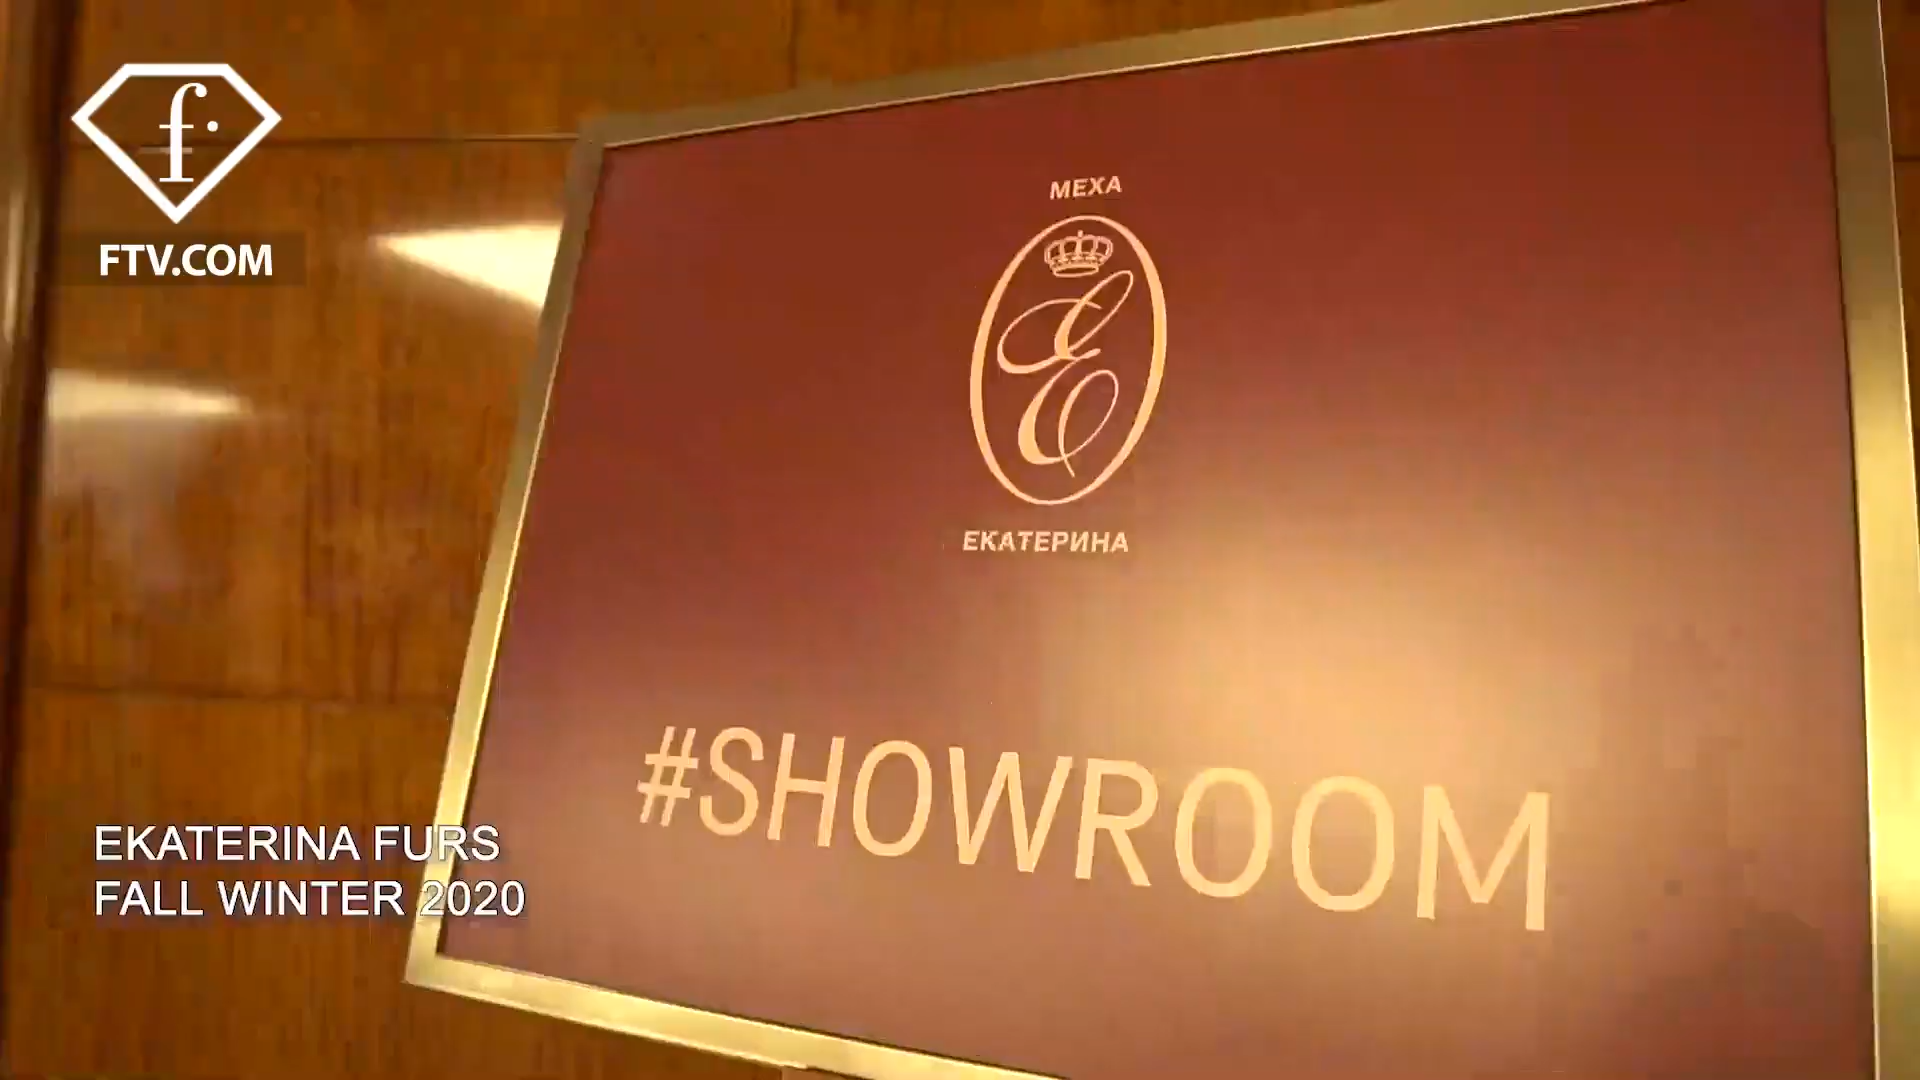 f.
FTV.COM
МЕХА
Е
ЕКАТЕРИНА
#SHOWROOM
EKATERINA FURS
FALL WINTER 2020